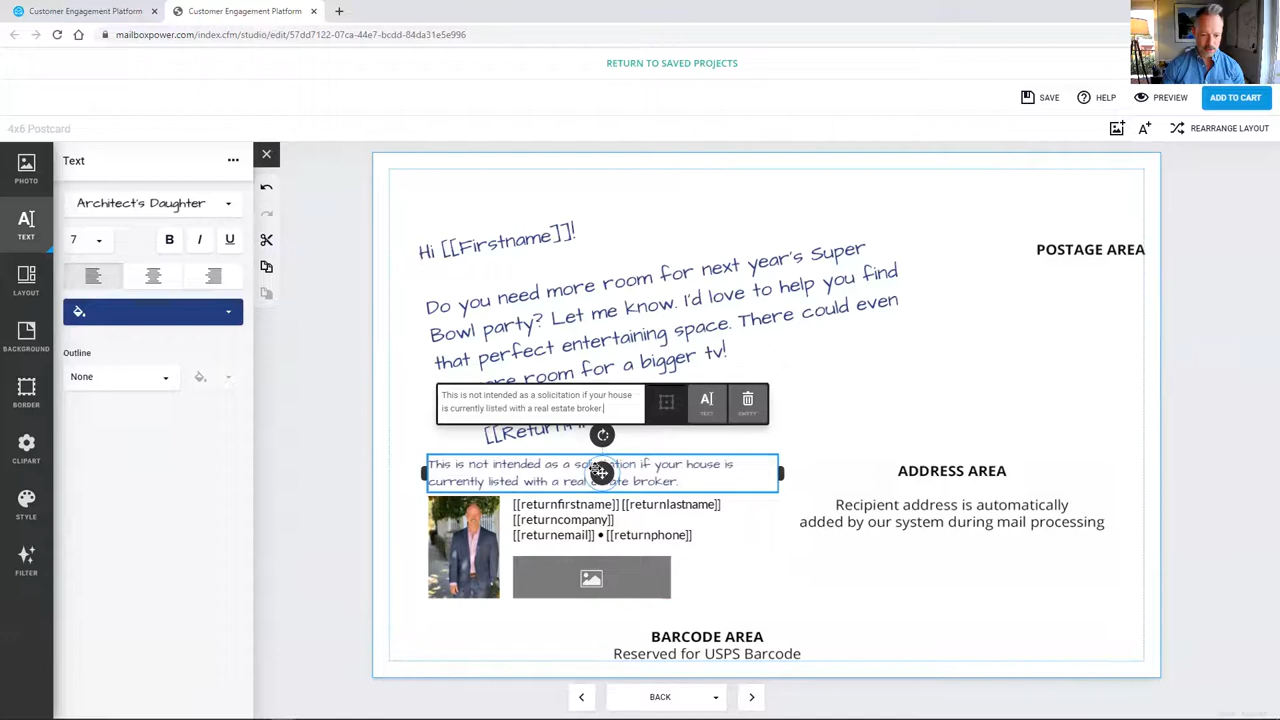 Customer Engagement Platform
Customer Engagement Platform
mailboxpower.com/index.cfm/studio/edit/57dd7122-07ca-44e7-bcdd-84da31e5e996
RETURN TO SAVED PROJECTS
SAVE
HELP
PREVIEW
ADD TO CART
4x6 Postcard
REARRANGE LAYOUT
PHOTO
TEXT
LAYOUT
BACKGROUND
BORDER
CLIPART
STYLE
FILTER
Text
Architect's Daughter
7
B I U
Outline
None
Hi [[Firstname]]!
Do you need more room for next year's Super
Bowl party? Let me know. I'd love to help you find
that perfect entertaining space. There could even
room for a bigger tv!
This is not intended as a solicitation if your house
is currently listed with a real estate broker
TEXT
EMPTY
This is not intended as a solicitation if your house is
currently listed with a real estate broker.
[[returnfirstname]] [[returnlastname]]
[[returncompany]]
[[returnemail]] • [[returnphone]]
POSTAGE AREA
ADDRESS AREA
Recipient address is automatically
added by our system during mail processing
BARCODE AREA
Reserved for USPS Barcode
BACK